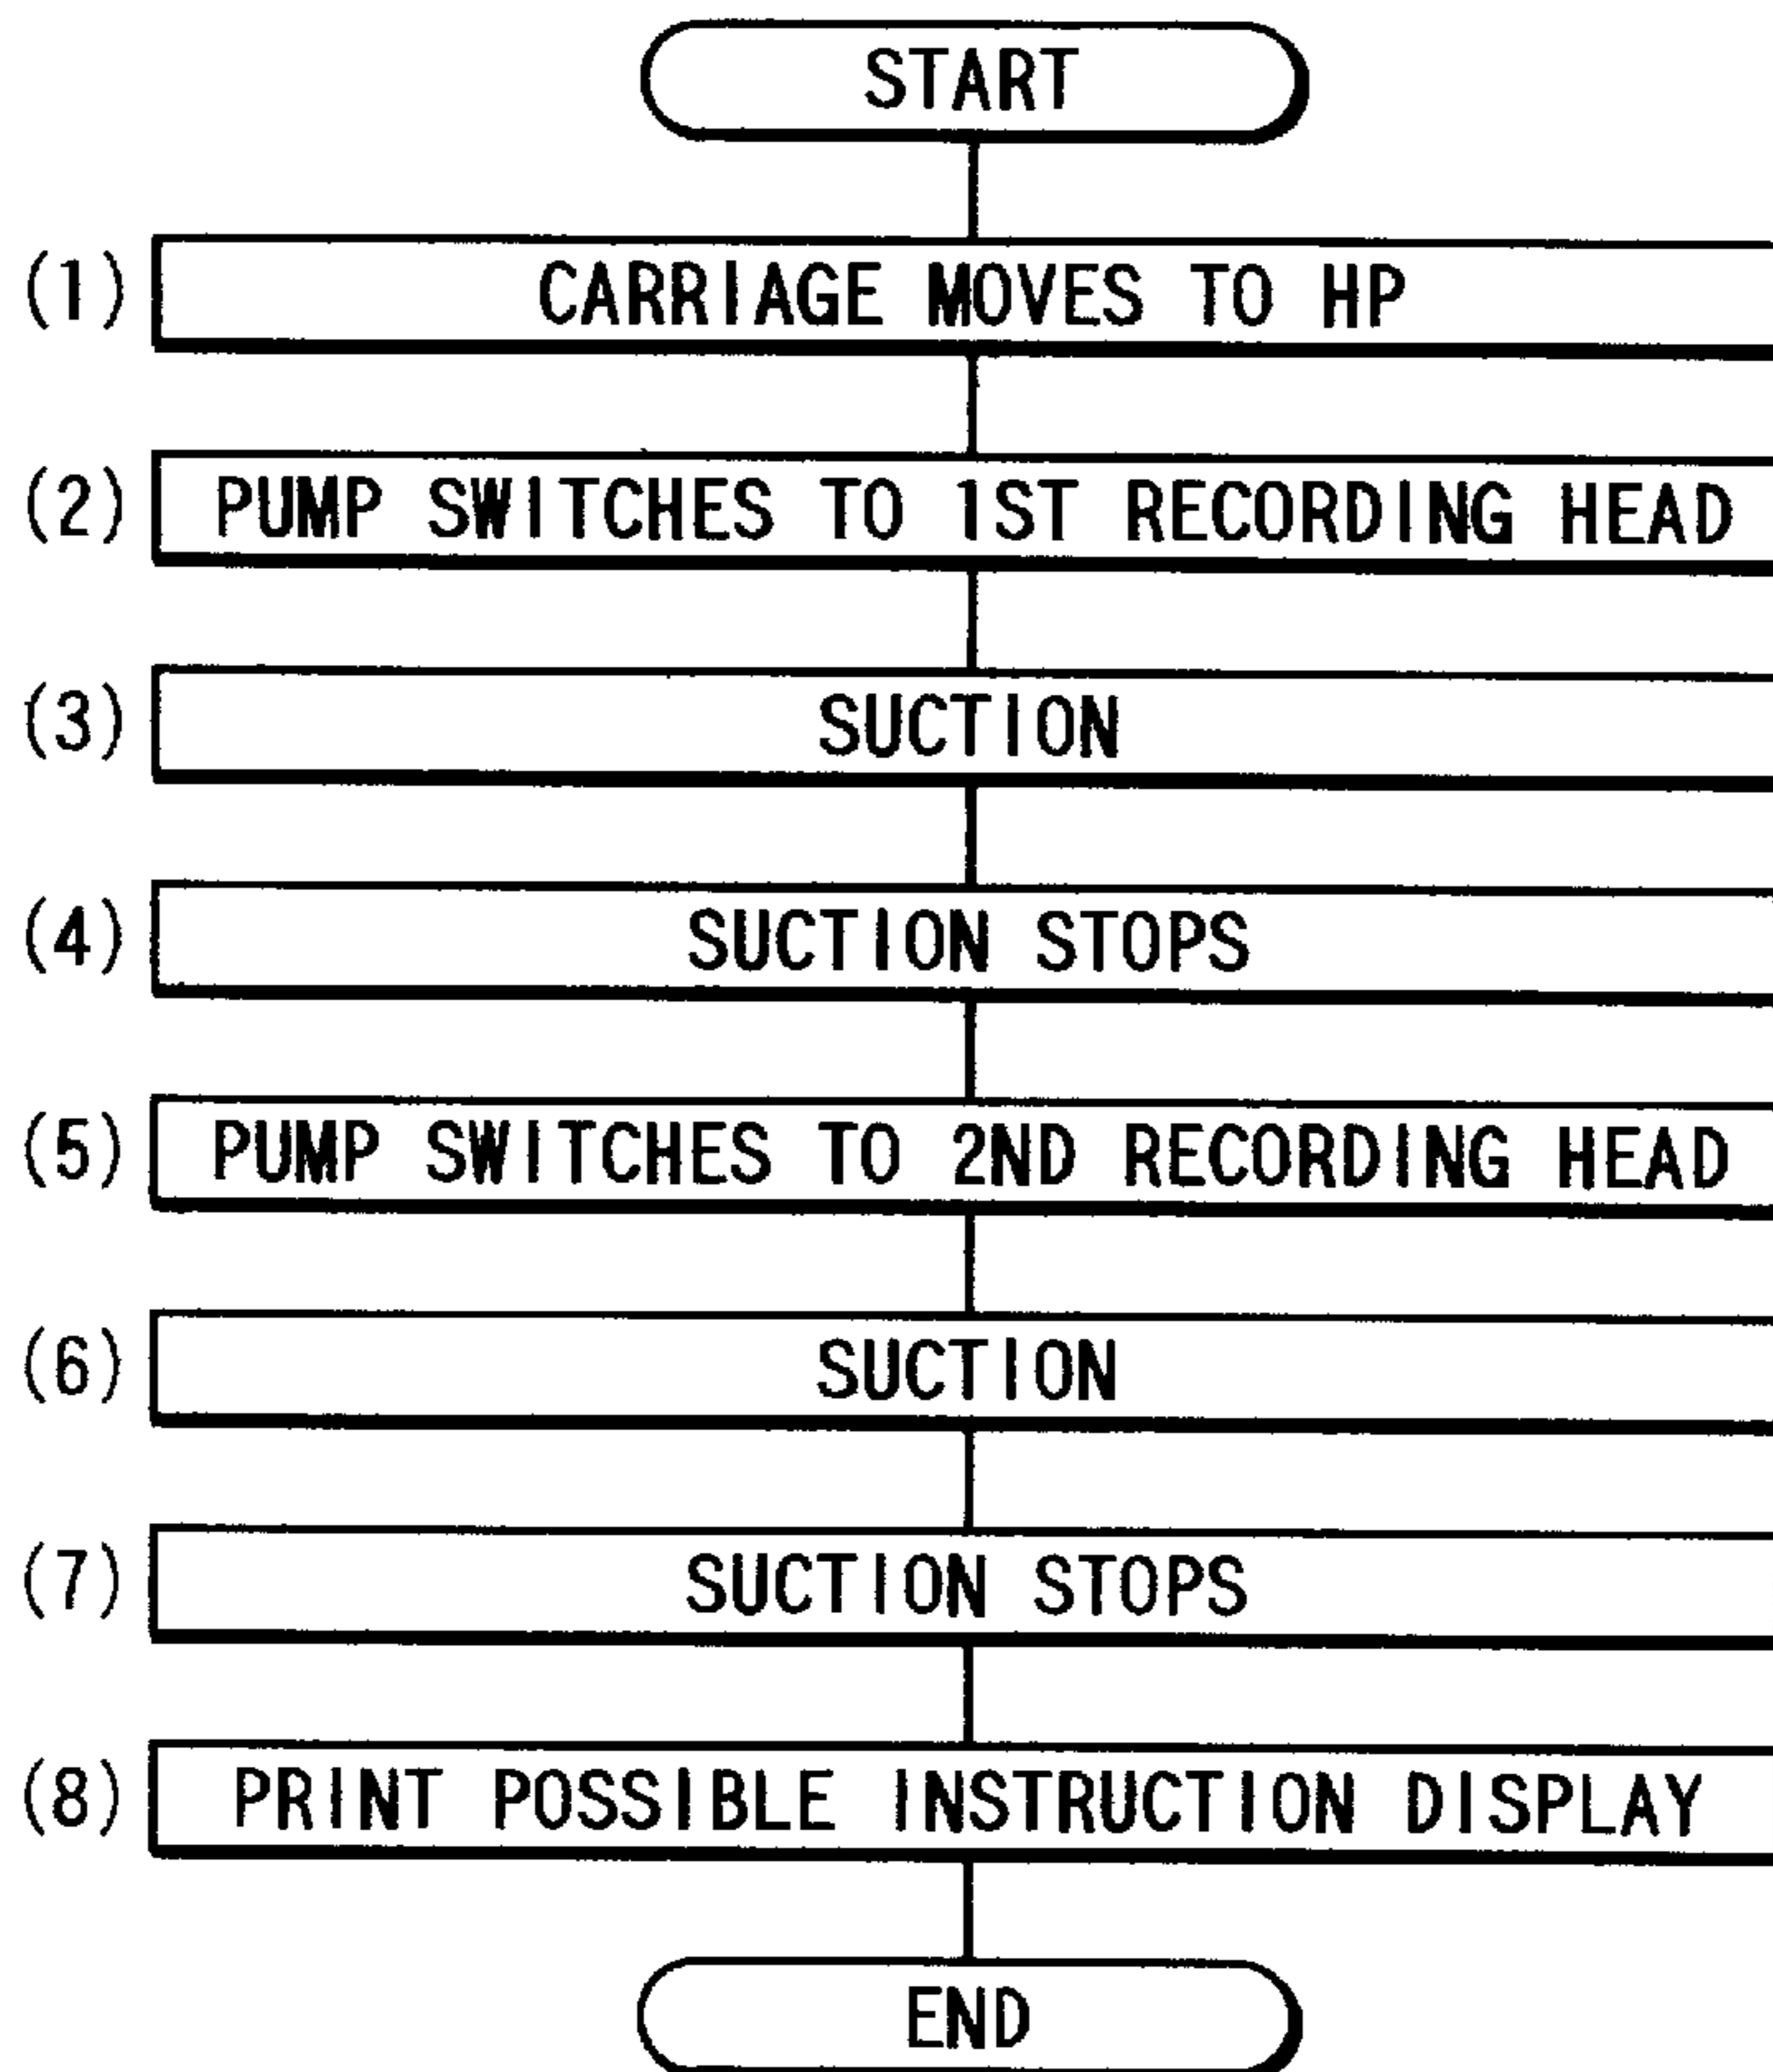 START
(1) CARRIAGE MOVES TO HP
(2) PUMP SWITCHES TO 1ST RECORDING HEAD
(3) SUCTION
(4) SUCTION STOPS
(5) PUMP SWITCHES TO 2ND RECORDING HEAD
(6) SUCTION
(7) SUCTION STOPS
(8) PRINT POSSIBLE INSTRUCTION DISPLAY
END